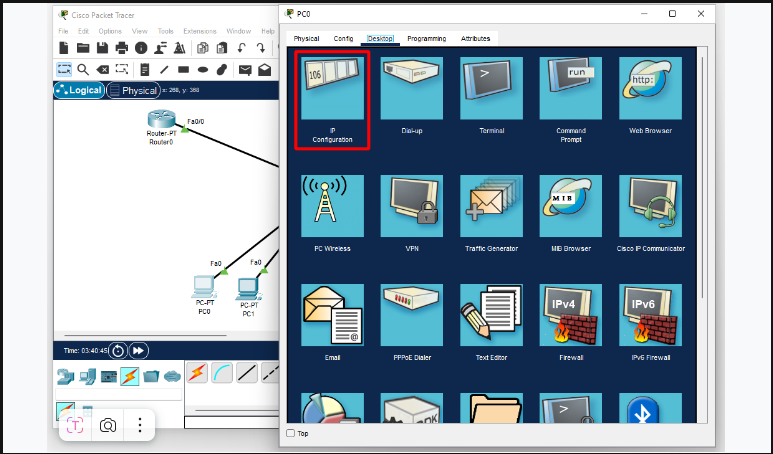 Cisco Packet Tracer
File Edit Options View Tools Extensions Window Help
Logical
Physical
x: 268, y: 368
Fa0/0
Router-PT
Router0
Fa0
Fa0
PC-PT
PC0
PC-PT
PC1
Time: 03:40:45
PC0
Physical Config Desktop Programming Attributes
106
IP
Configuration
Dial-up
>
Terminal
run
Command
Prompt
http:
Web Browser
PC Wireless
VPN
Traffic Generator
MIB
MIB Browser
Cisco IP Communicator
@
Email
PPPoE Dialer
Text Editor
IPv4
Firewall
IPv6
IPv6 Firewall
>
Top
T